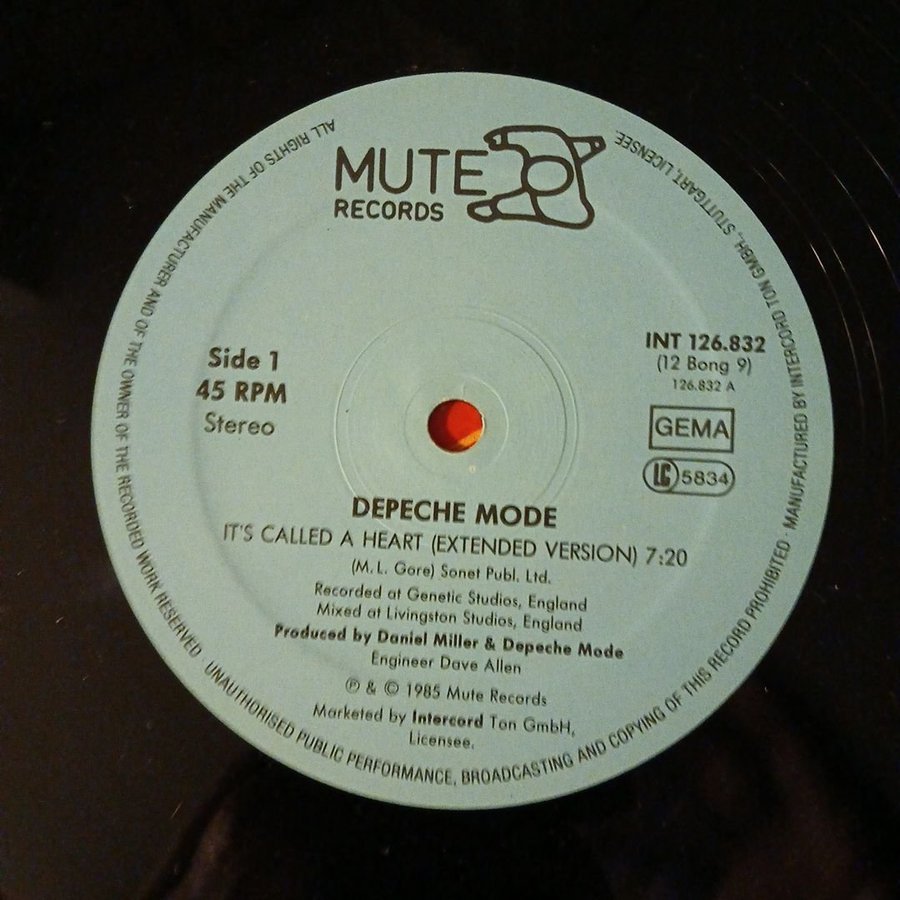 MUTE
RECORDS
Side 1
45 RPM
Stereo
INT 126.832
(12 Bong 9)
126.832 A
GEMA
LC 5834
DEPECHE MODE
IT'S CALLED A HEART (EXTENDED VERSION) 7:20
(M. L. Gore) Sonet Publ. Ltd.
Recorded at Genetic Studios, England
Mixed at Livingston Studios, England
Produced by Daniel Miller & Depeche Mode
Engineer Dave Allen
℗ & © 1985 Mute Records
Marketed by Intercord Ton GmbH,
Licensee.
ALL RIGHTS OF THE MANUFACTURER AND OF THE OWNER OF THE RECORDED WORK RESERVED · UNAUTHORISED PUBLIC PERFORMANCE, BROADCASTING AND COPYING OF THIS RECORD PROHIBITED · MANUFACTURED BY INTERCORD TON GMBH., STUTTGART, LICENSEE